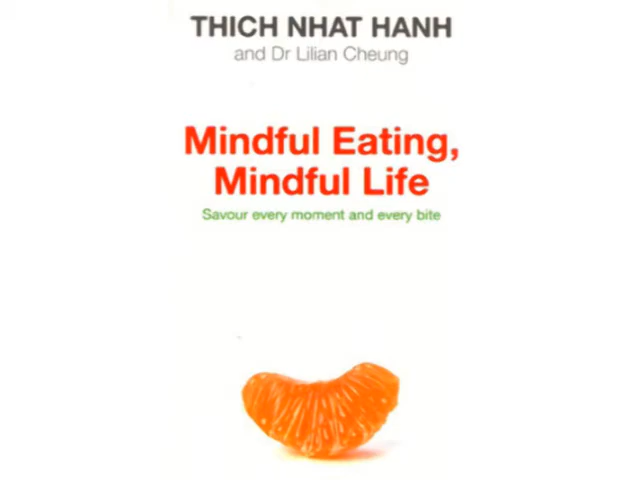 THICH NHAT HANH
and Dr Lilian Cheung
Mindful Eating,
Mindful Life
Savour every moment and every bite